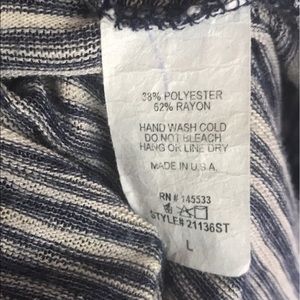 38% POLYESTER
62% RAYON
HAND WASH COLD
DO NOT BLEACH
HANG OR LINE DRY
MADE IN U.S.A.
RN # 145533
STYLE# 21136ST
L